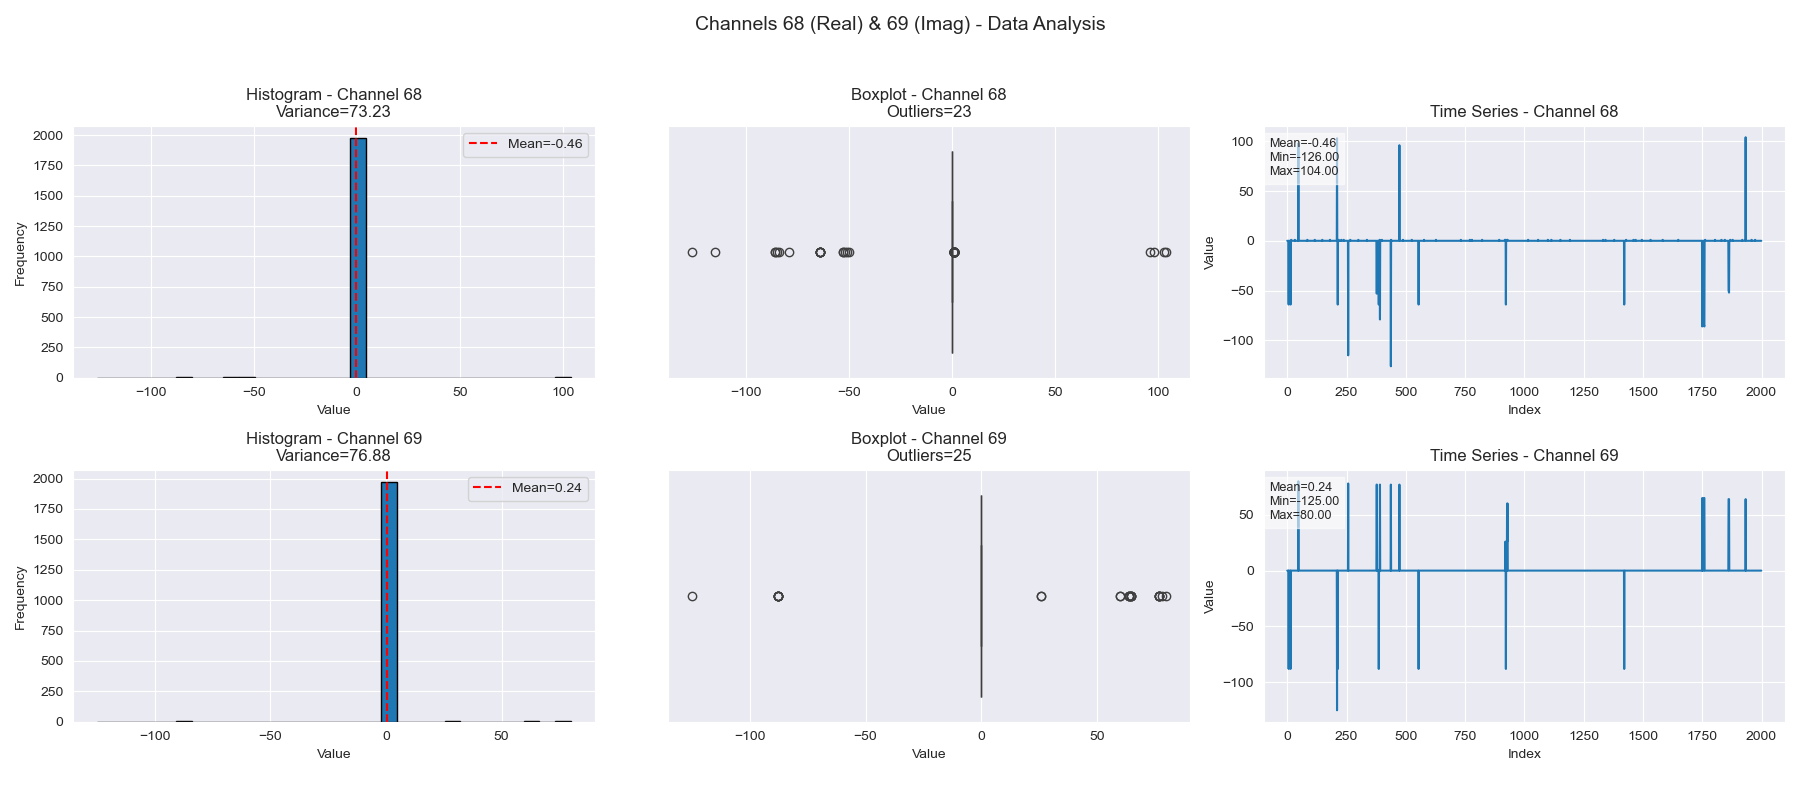 Channels 68 (Real) & 69 (Imag) - Data Analysis
Histogram - Channel 68
Variance=73.23
Mean=-0.46
2000
1750
1500
1250
1000
750
500
250
0
Frequency
−100
−50
0
50
100
Value
Boxplot - Channel 68
Outliers=23
−100
−50
0
50
100
Value
Time Series - Channel 68
Mean=-0.46
Min=-126.00
Max=104.00
100
50
0
−50
−100
Value
0
250
500
750
1000
1250
1500
1750
2000
Index
Histogram - Channel 69
Variance=76.88
Mean=0.24
2000
1750
1500
1250
1000
750
500
250
0
Frequency
−100
−50
0
50
Value
Boxplot - Channel 69
Outliers=25
−100
−50
0
50
Value
Time Series - Channel 69
Mean=0.24
Min=-125.00
Max=80.00
50
0
−50
−100
Value
0
250
500
750
1000
1250
1500
1750
2000
Index